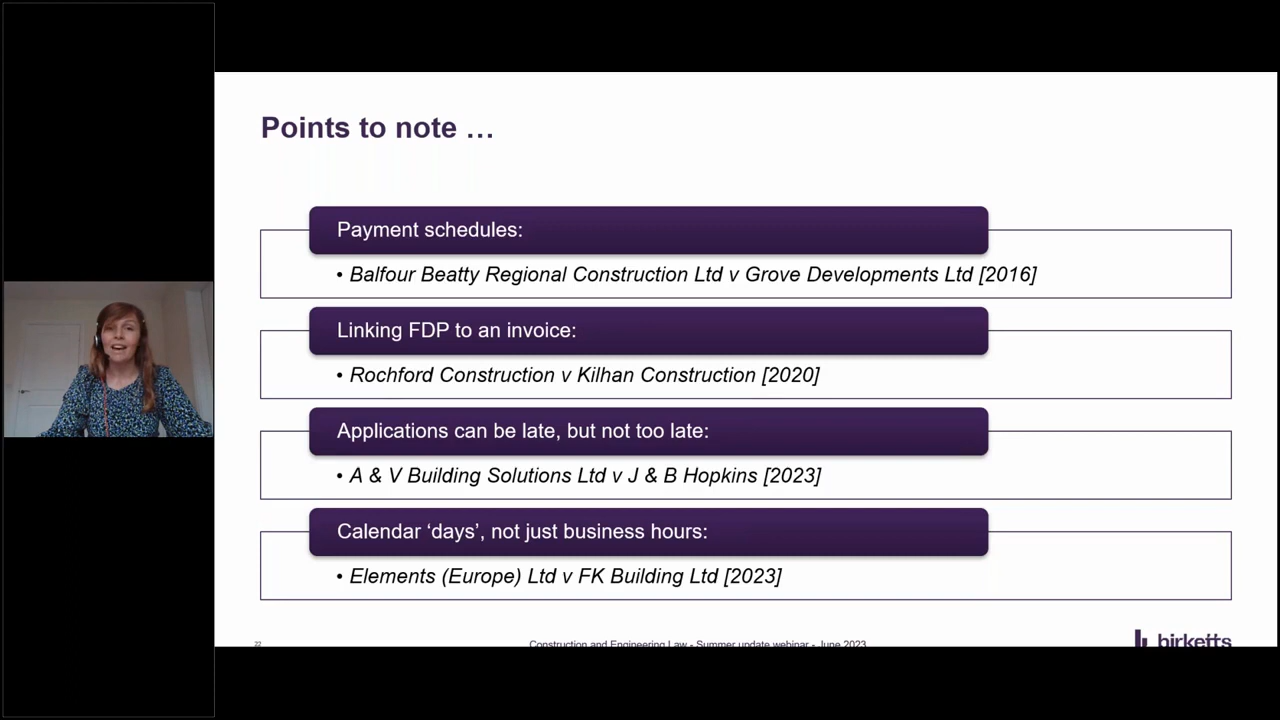 Points to note …
Payment schedules:
• Balfour Beatty Regional Construction Ltd v Grove Developments Ltd [2016]
Linking FDP to an invoice:
• Rochford Construction v Kilhan Construction [2020]
Applications can be late, but not too late:
• A & V Building Solutions Ltd v J & B Hopkins [2023]
Calendar ‘days’, not just business hours:
• Elements (Europe) Ltd v FK Building Ltd [2023]
22
Construction and Engineering Law - Summer update webinar - June 2023
birketts